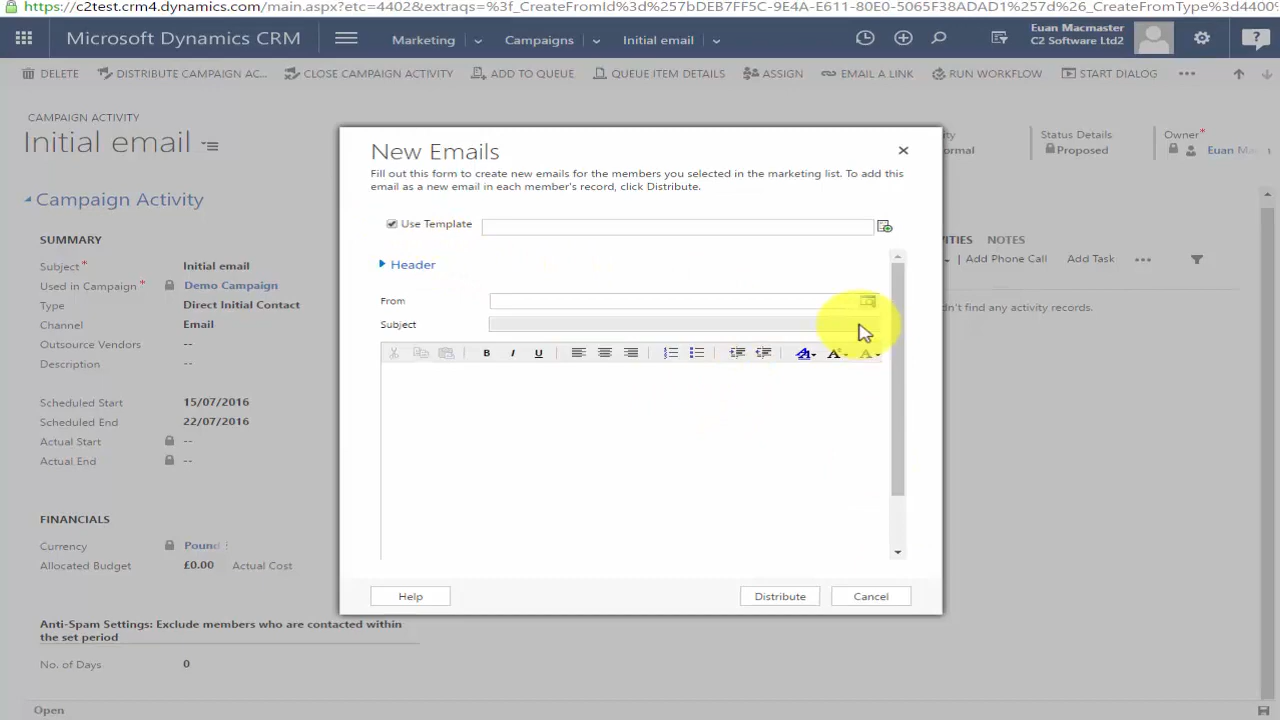 https://c2test.crm4.dynamics.com/main.aspx?etc=4402&extraqs=%3f_CreateFromId%3d%257bDEB7FF5C-9E4A-E611-80E0-5065F38ADAD1%257d%26_CreateFromType%3d4400%
Microsoft Dynamics CRM
Marketing
Campaigns
Initial email
Euan Macmaster
C2 Software Ltd2
DELETE
DISTRIBUTE CAMPAIGN AC...
CLOSE CAMPAIGN ACTIVITY
ADD TO QUEUE
QUEUE ITEM DETAILS
ASSIGN
EMAIL A LINK
RUN WORKFLOW
START DIALOG
CAMPAIGN ACTIVITY
Initial email
Status Details
Proposed
Owner*
Euan
Campaign Activity
SUMMARY
Subject * Initial email
Used in Campaign * Demo Campaign
Type Direct Initial Contact
Channel Email
Outsource Vendors --
Description --
Scheduled Start 15/07/2016
Scheduled End 22/07/2016
Actual Start --
Actual End --
FINANCIALS
Currency Pound
Allocated Budget £0.00 Actual Cost
Anti-Spam Settings: Exclude members who are contacted within
the set period
No. of Days 0
Open
New Emails
Fill out this form to create new emails for the members you selected in the marketing list. To add this
email as a new email in each member's record, click Distribute.
Use Template
Header
From
Subject
B I U
Help
Distribute
Cancel
NOTES
| Add Phone Call Add Task
any activity records.